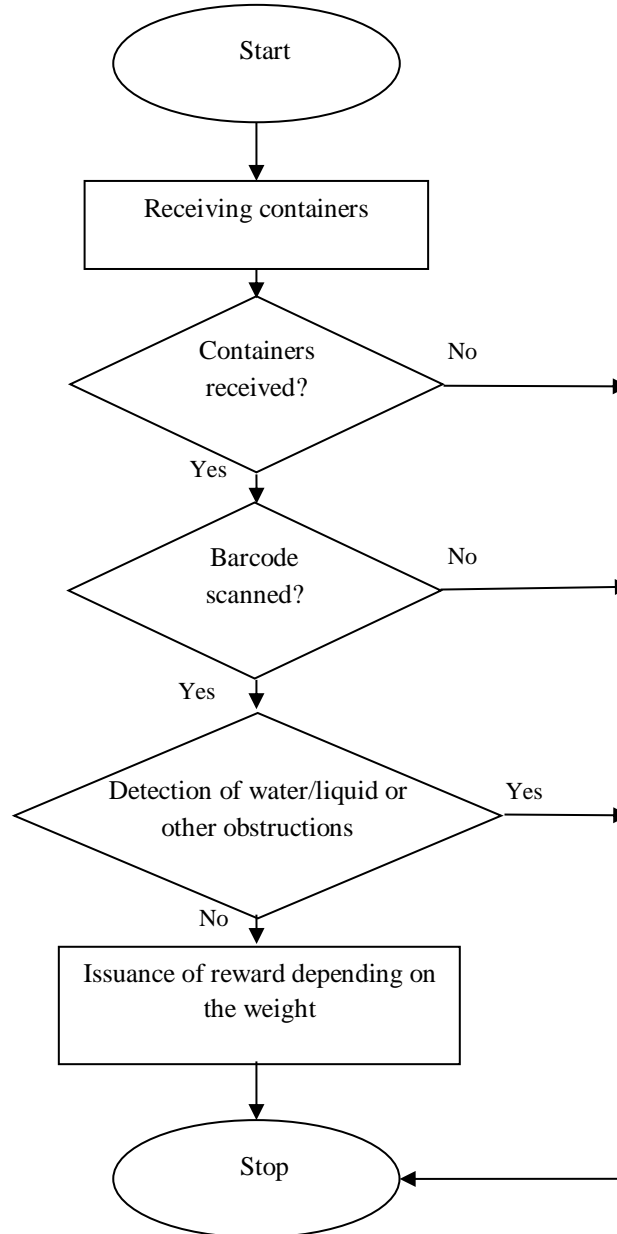 Start
Receiving containers
Containers
received?
No
Yes
Barcode
scanned?
No
Yes
Detection of water/liquid or
other obstructions
Yes
No
Issuance of reward depending on
the weight
Stop